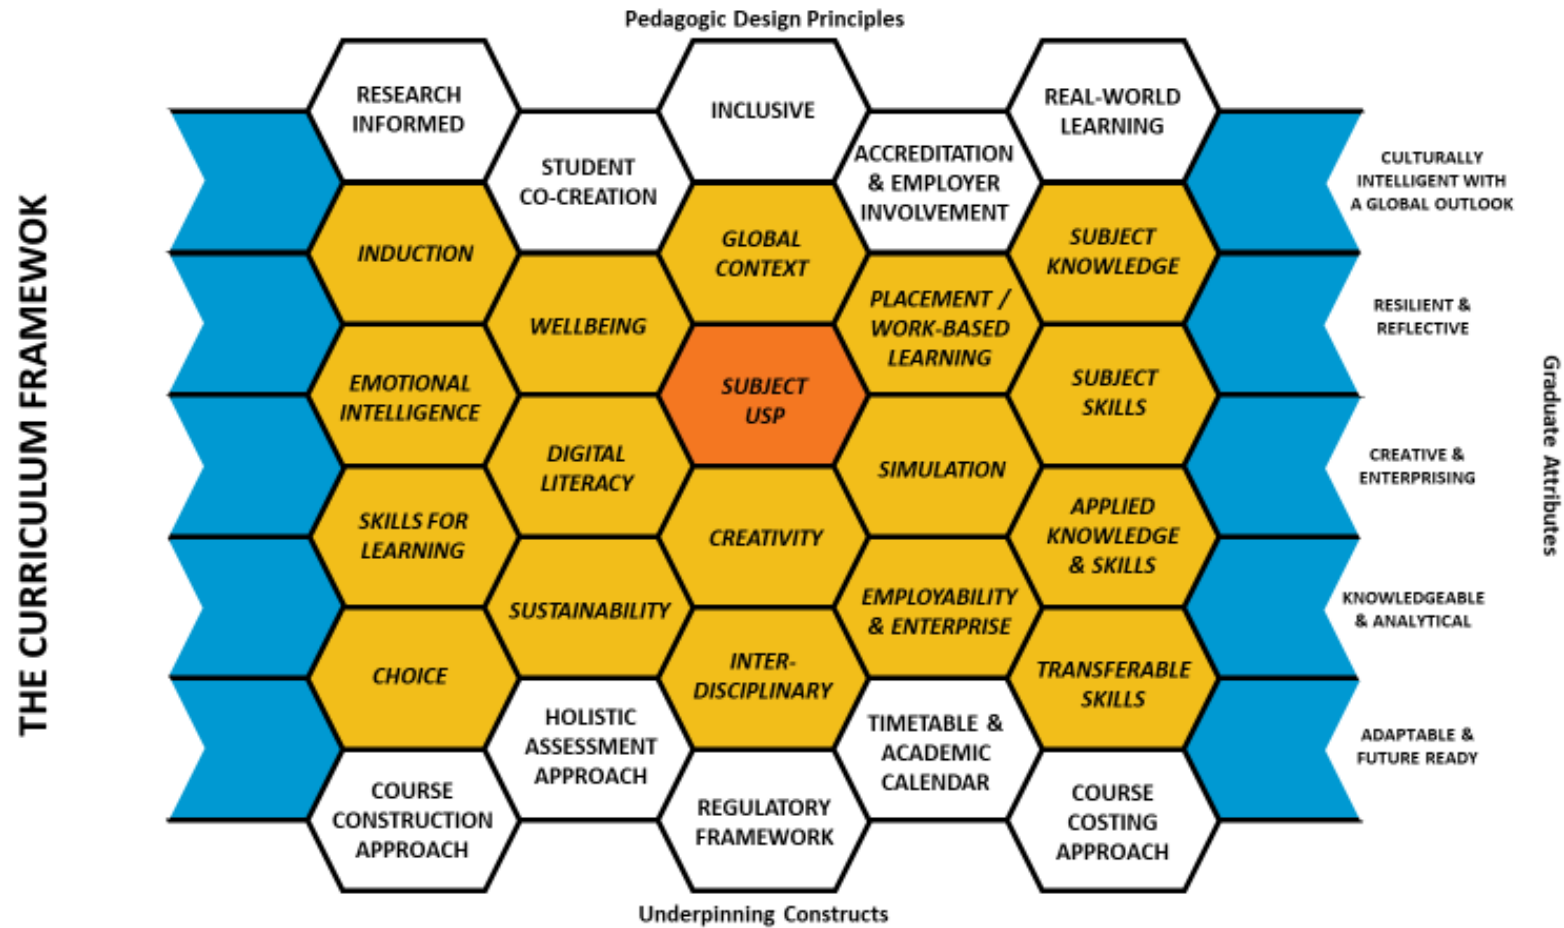 Pedagogic Design Principles
THE CURRICULUM FRAMEWOK
RESEARCH
INFORMED
STUDENT
CO-CREATION
INCLUSIVE
ACCREDITATION
& EMPLOYER
INVOLVEMENT
REAL-WORLD
LEARNING
INDUCTION
WELLBEING
GLOBAL
CONTEXT
PLACEMENT /
WORK-BASED
LEARNING
SUBJECT
KNOWLEDGE
EMOTIONAL
INTELLIGENCE
DIGITAL
LITERACY
SUBJECT
USP
SIMULATION
SUBJECT
SKILLS
SKILLS FOR
LEARNING
SUSTAINABILITY
CREATIVITY
EMPLOYABILITY
& ENTERPRISE
APPLIED
KNOWLEDGE
& SKILLS
CHOICE
INTER-
DISCIPLINARY
TRANSFERABLE
SKILLS
COURSE
CONSTRUCTION
APPROACH
HOLISTIC
ASSESSMENT
APPROACH
REGULATORY
FRAMEWORK
TIMETABLE &
ACADEMIC
CALENDAR
COURSE
COSTING
APPROACH
CULTURALLY
INTELLIGENT WITH
A GLOBAL OUTLOOK
RESILIENT &
REFLECTIVE
CREATIVE &
ENTERPRISING
KNOWLEDGEABLE
& ANALYTICAL
ADAPTABLE &
FUTURE READY
Graduate Attributes
Underpinning Constructs